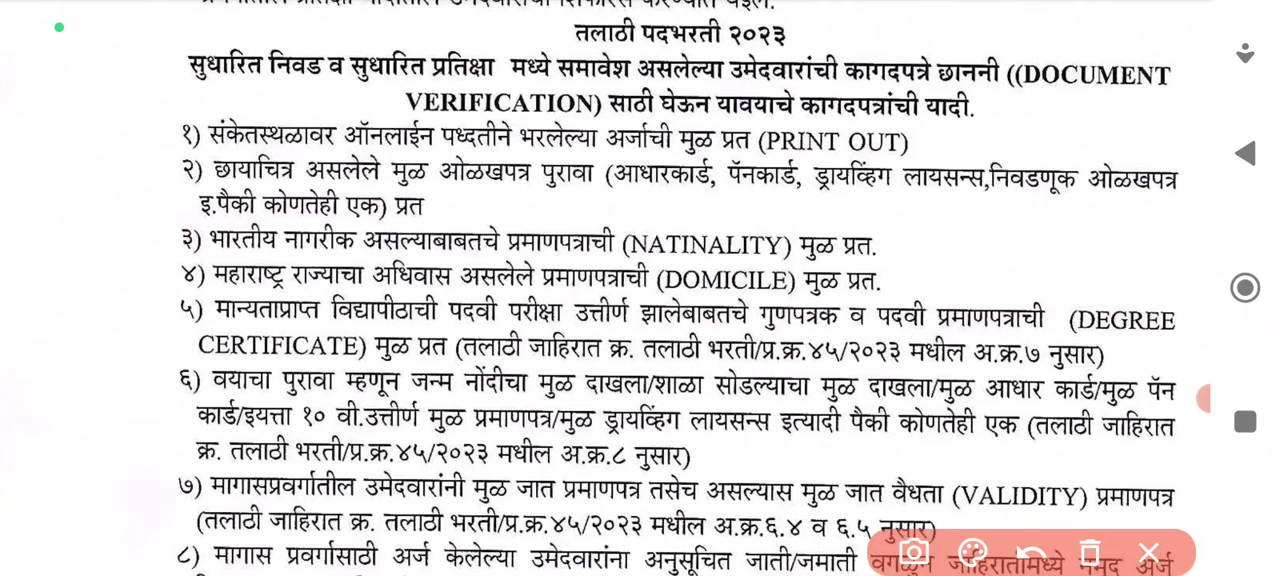 तलाठी पदभरती २०२३
सुधारित निवड व सुधारित प्रतिक्षा मध्ये समावेश असलेल्या उमेदवारांची कागदपत्रे छाननी ((DOCUMENT
VERIFICATION) साठी घेऊन यावयाचे कागदपत्रांची यादी.
१) संकेतस्थळावर ऑनलाईन पध्दतीने भरलेल्या अर्जाची मुळ प्रत (PRINT OUT)
२) छायाचित्र असलेले मुळ ओळखपत्र पुरावा (आधारकार्ड, पॅनकार्ड, ड्रायव्हिंग लायसन्स,निवडणूक ओळखपत्र
इ.पैकी कोणतेही एक) प्रत
३) भारतीय नागरीक असल्याबाबतचे प्रमाणपत्राची (NATINALITY) मुळ प्रत.
४) महाराष्ट्र राज्याचा अधिवास असलेले प्रमाणपत्राची (DOMICILE) मुळ प्रत.
५) मान्यताप्राप्त विद्यापीठाची पदवी परीक्षा उत्तीर्ण झालेबाबतचे गुणपत्रक व पदवी प्रमाणपत्राची (DEGREE
CERTIFICATE) मुळ प्रत (तलाठी जाहिरात क्र. तलाठी भरती/प्र.क्र.४५/२०२३ मधील अ.क्र.७ नुसार)
६) वयाचा पुरावा म्हणून जन्म नोंदीचा मुळ दाखला/शाळा सोडल्याचा मुळ दाखला/मुळ आधार कार्ड/मुळ पॅन
कार्ड/इयत्ता १० वी.उत्तीर्ण मुळ प्रमाणपत्र/मुळ ड्रायव्हिंग लायसन्स इत्यादी पैकी कोणतेही एक (तलाठी जाहिरात
क्र. तलाठी भरती/प्र.क्र.४५/२०२३ मधील अ.क्र.८ नुसार)
७) मागासप्रवर्गातील उमेदवारांनी मुळ जात प्रमाणपत्र तसेच असल्यास मुळ जात वैधता (VALIDITY) प्रमाणपत्र
(तलाठी जाहिरात क्र. तलाठी भरती/प्र.क्र.४५/२०२३ मधील अ.क्र.६.४ व ६.५ नुसार)
८) मागास प्रवर्गासाठी अर्ज केलेल्या उमेदवारांना अनुसूचित जाती/जमाती वगळून जाहिरातीमध्ये नमूद अर्ज